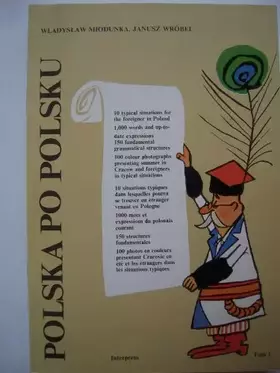 WŁADYSŁAW MIODUNKA, JANUSZ WRÓBEL
POLSKA PO POLSKU
10 typical situations for
the foreigner in Poland
1,000 words and up-to-
date expressions
150 fundamental
grammatical structures
100 colour photographs
presenting summer in
Cracow and foreigners
in typical situations
10 situations typiques
dans lesquelles pourra
se trouver un étranger
venant en Pologne
1000 mots et
expressions du polonais
courant
150 structures
fondamentales
100 photos en couleurs
présentant Cracovie en
été et les étrangers dans
les situations typiques
Interpress
Tom I